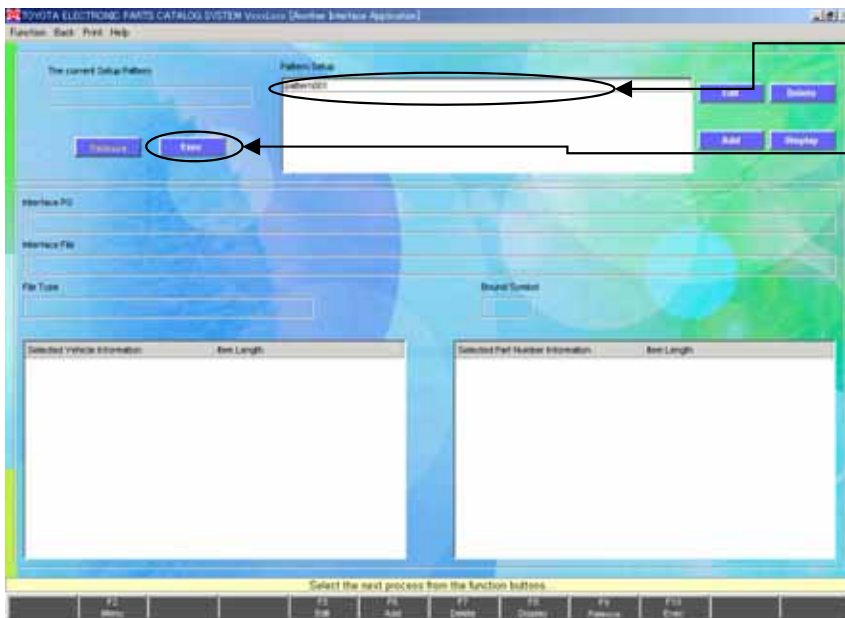 TOYOTA ELECTRONIC PARTS CATALOG SYSTEM [Another Interface Application]
Function Back Print Help
The current Setup Pattern
Pattern Setup
pattern001
Edit Delete
Release Exec
Add Display
Interface PG
Interface File
File Type
Bound Symbol
Selected Vehicle Information Item Length
Selected Part Number Information Item Length
Select the next process from the function buttons.
F2 F5 F6 F7 F8 F9 F10
Menu Edit Add Delete Display Release Exec